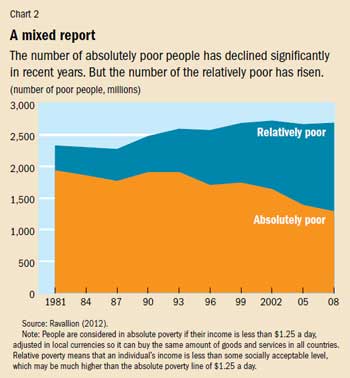 Chart 2
A mixed report
The number of absolutely poor people has declined significantly
in recent years. But the number of the relatively poor has risen.
(number of poor people, millions)
3,000
2,500
2,000
1,500
1,000
500
0
Relatively poor
Absolutely poor
1981 84 87 90 93 96 99 2002 05 08
Source: Ravallion (2012).
Note: People are considered in absolute poverty if their income is less than $1.25 a day,
adjusted in local currencies so it can buy the same amount of goods and services in all countries.
Relative poverty means that an individual's income is less than some socially acceptable level,
which may be much higher than the absolute poverty line of $1.25 a day.